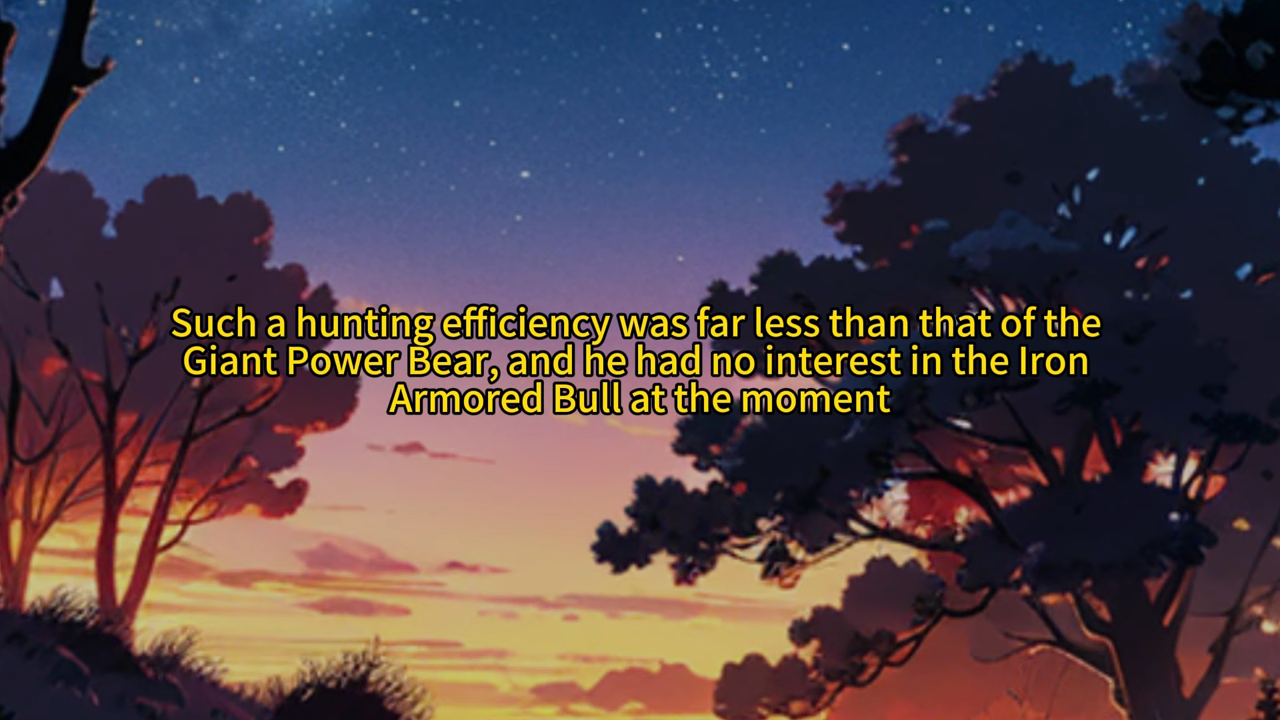 Such a hunting efficiency was far less than that of the
Giant Power Bear, and he had no interest in the Iron
Armored Bull at the moment